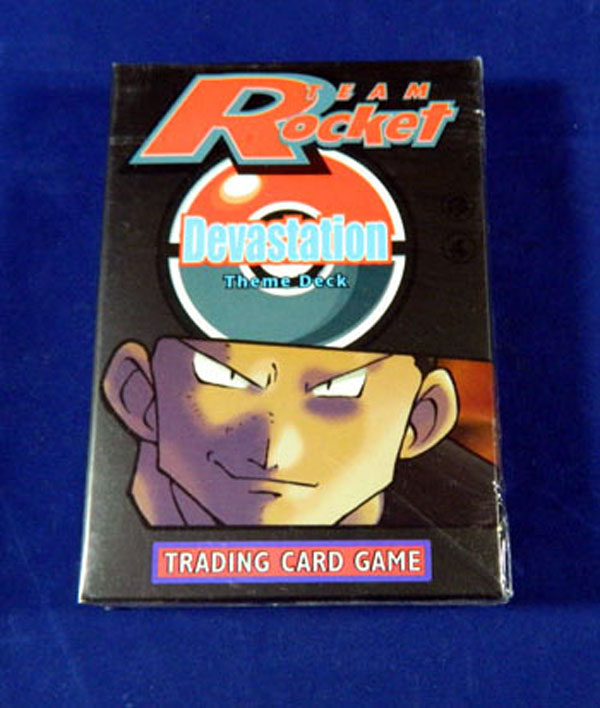 TEAM
Rocket
Devastation
Theme Deck
TRADING CARD GAME